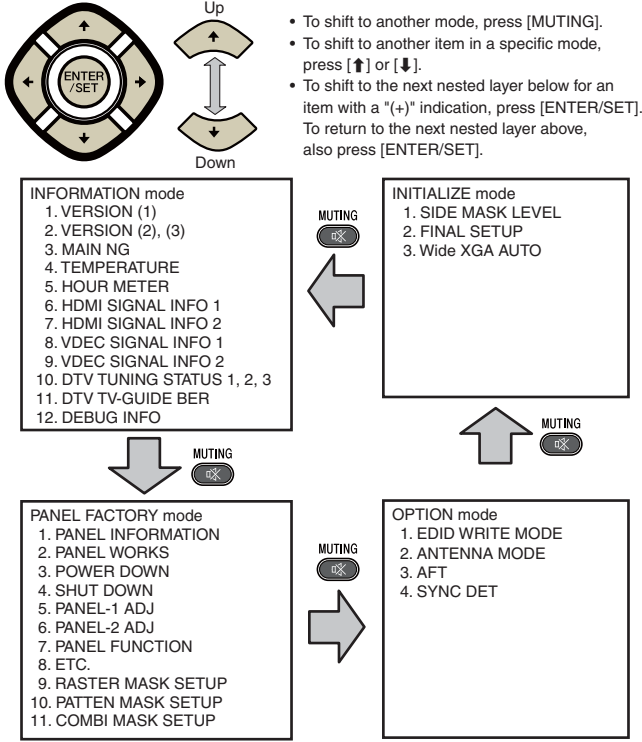 Up
ENTER
/SET
Down
• To shift to another mode, press [MUTING].
• To shift to another item in a specific mode,
press [⬆] or [⬇].
• To shift to the next nested layer below for an
item with a "(+)" indication, press [ENTER/SET].
To return to the next nested layer above,
also press [ENTER/SET].
INFORMATION mode
1. VERSION (1)
2. VERSION (2), (3)
3. MAIN NG
4. TEMPERATURE
5. HOUR METER
6. HDMI SIGNAL INFO 1
7. HDMI SIGNAL INFO 2
8. VDEC SIGNAL INFO 1
9. VDEC SIGNAL INFO 2
10. DTV TUNING STATUS 1, 2, 3
11. DTV TV-GUIDE BER
12. DEBUG INFO
MUTING
INITIALIZE mode
1. SIDE MASK LEVEL
2. FINAL SETUP
3. Wide XGA AUTO
MUTING
MUTING
PANEL FACTORY mode
1. PANEL INFORMATION
2. PANEL WORKS
3. POWER DOWN
4. SHUT DOWN
5. PANEL-1 ADJ
6. PANEL-2 ADJ
7. PANEL FUNCTION
8. ETC.
9. RASTER MASK SETUP
10. PATTEN MASK SETUP
11. COMBI MASK SETUP
MUTING
OPTION mode
1. EDID WRITE MODE
2. ANTENNA MODE
3. AFT
4. SYNC DET